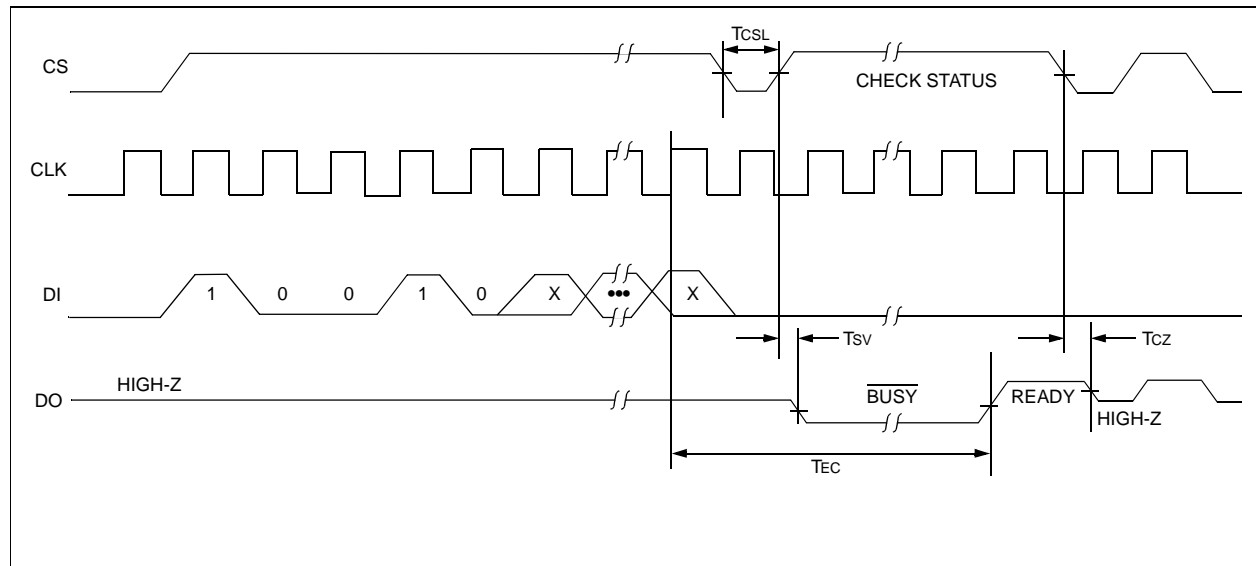 TCSL
CS
CHECK STATUS
CLK
DI 1 0 0 1 0 X ••• X
TSV
TCZ
HIGH-Z
BUSY
READY
DO
HIGH-Z
TEC